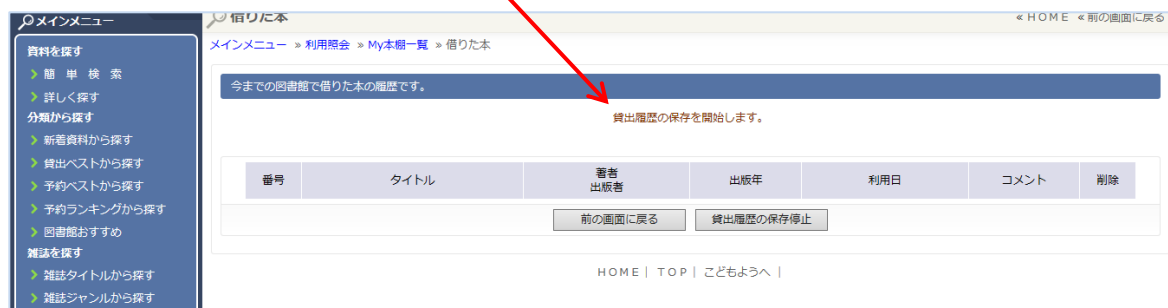 メインメニュー
資料を探す
簡 単 検 索
詳しく探す
分類から探す
新着資料から探す
貸出ベストから探す
予約ベストから探す
予約ランキングから探す
図書館おすすめ
雑誌を探す
雑誌タイトルから探す
雑誌ジャンルから探す
借りた本
«ＨＯＭＥ «前の画面に戻る
メインメニュー »利用照会 »My本棚一覧 »借りた本
今までの図書館で借りた本の履歴です。
貸出履歴の保存を開始します。
番号 タイトル 著者 出版年 利用日 コメント 削除
出版者
前の画面に戻る 貸出履歴の保存停止
ＨＯＭＥ｜ ＴＯＰ｜ こどもようへ ｜